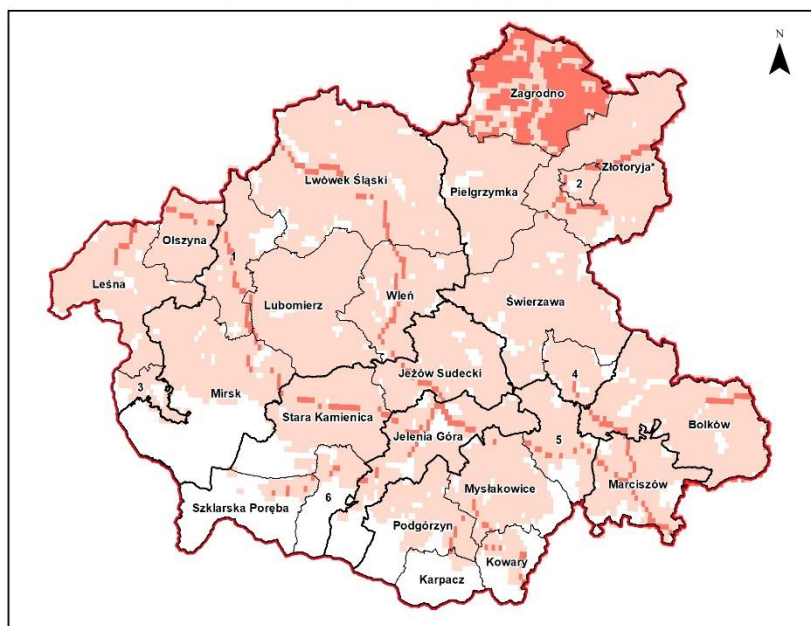 N
Zagrodno
Złotoryja*
2
Lwówek Śląski
Pielgrzymka
Olszyna
1
Leśna
Lubomierz
Wleń
Świerzawa
3
Mirsk
Jeżów Sudecki
4
Stara Kamienica
Bolków
Jelenia Góra
5
Marciszów
Mysłakowice
6
Szklarska Poręba
Podgórzyn
Kowary
Karpacz